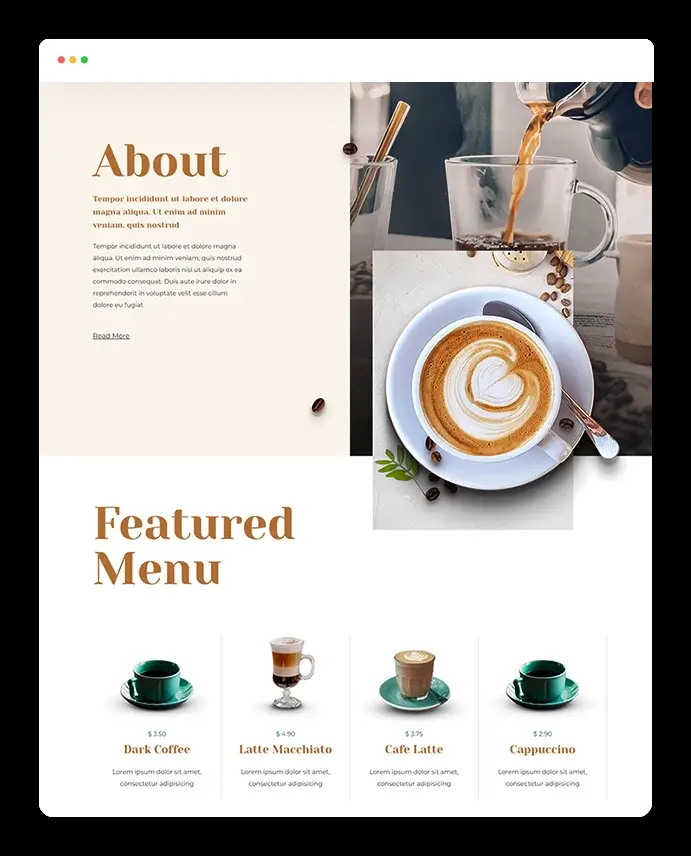 About
Tempor incididunt ut labore et dolore
magna aliqua. Ut enim ad minim
veniam, quis nostrud
Tempor incididunt ut labore et dolore magna
aliqua. Ut enim ad minim veniam, quis nostrud
exercitation ullamco laboris nisi ut aliquip ex ea
commodo consequat. Duis aute irure dolor in
reprehenderit in voluptate velit esse cillum
dolore eu fugiat
Read More
Featured
Menu
$ 3.50
Dark Coffee
Lorem ipsum dolor sit amet,
consectetur adipisicing
$ 4.90
Latte Macchiato
Lorem ipsum dolor sit amet,
consectetur adipisicing
$ 3.75
Cafe Latte
Lorem ipsum dolor sit amet,
consectetur adipisicing
$ 2.90
Cappuccino
Lorem ipsum dolor sit amet,
consectetur adipisicing